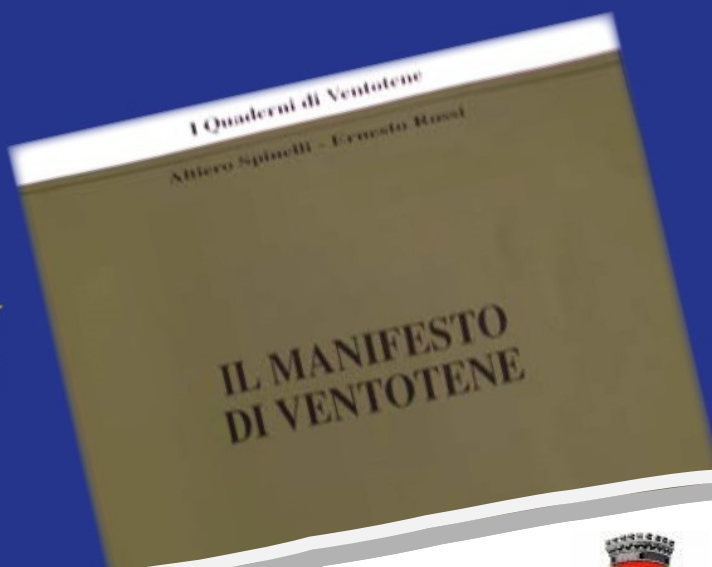 I Quaderni di Ventotene
Altiero Spinelli - Ernesto Rossi
IL MANIFESTO
DI VENTOTENE